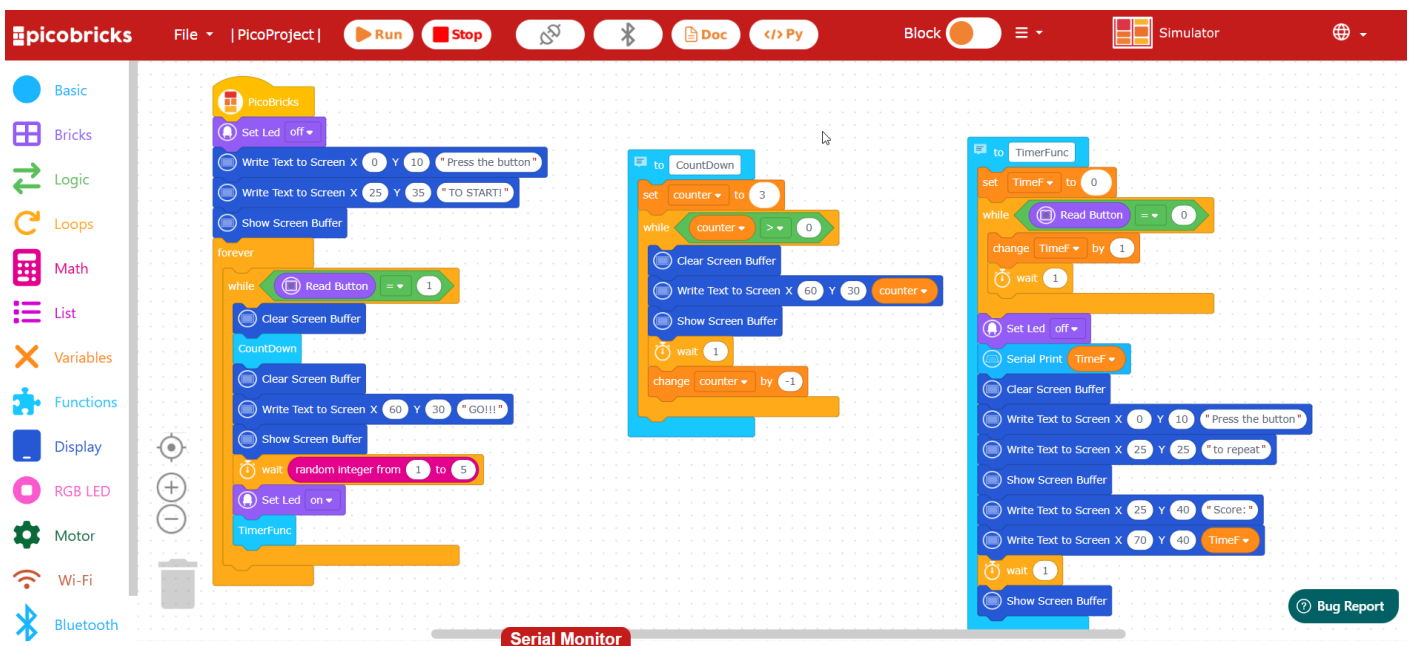 picobricks File |PicoProject| Run Stop Doc </> Py Block Simulator
Basic
Bricks
Logic
Loops
Math
List
Variables
Functions
Display
RGB LED
Motor
Wi-Fi
Bluetooth
PicoBricks
Set Led off
Write Text to Screen X 0 Y 10 "Press the button"
Write Text to Screen X 25 Y 35 "TO START!"
Show Screen Buffer
forever
while Read Button = 1
Clear Screen Buffer
CountDown
Clear Screen Buffer
Write Text to Screen X 60 Y 30 "GO!!!"
Show Screen Buffer
wait random integer from 1 to 5
Set Led on
TimerFunc
to CountDown
set counter to 3
while counter > 0
Clear Screen Buffer
Write Text to Screen X 60 Y 30 counter
Show Screen Buffer
wait 1
change counter by -1
to TimerFunc
set TimeF to 0
while Read Button = 0
change TimeF by 1
wait 1
Set Led off
Serial Print TimeF
Clear Screen Buffer
Write Text to Screen X 0 Y 10 "Press the button"
Write Text to Screen X 25 Y 25 "to repeat"
Show Screen Buffer
Write Text to Screen X 25 Y 40 "Score:"
Write Text to Screen X 70 Y 40 TimeF
wait 1
Show Screen Buffer
Bug Report
Serial Monitor